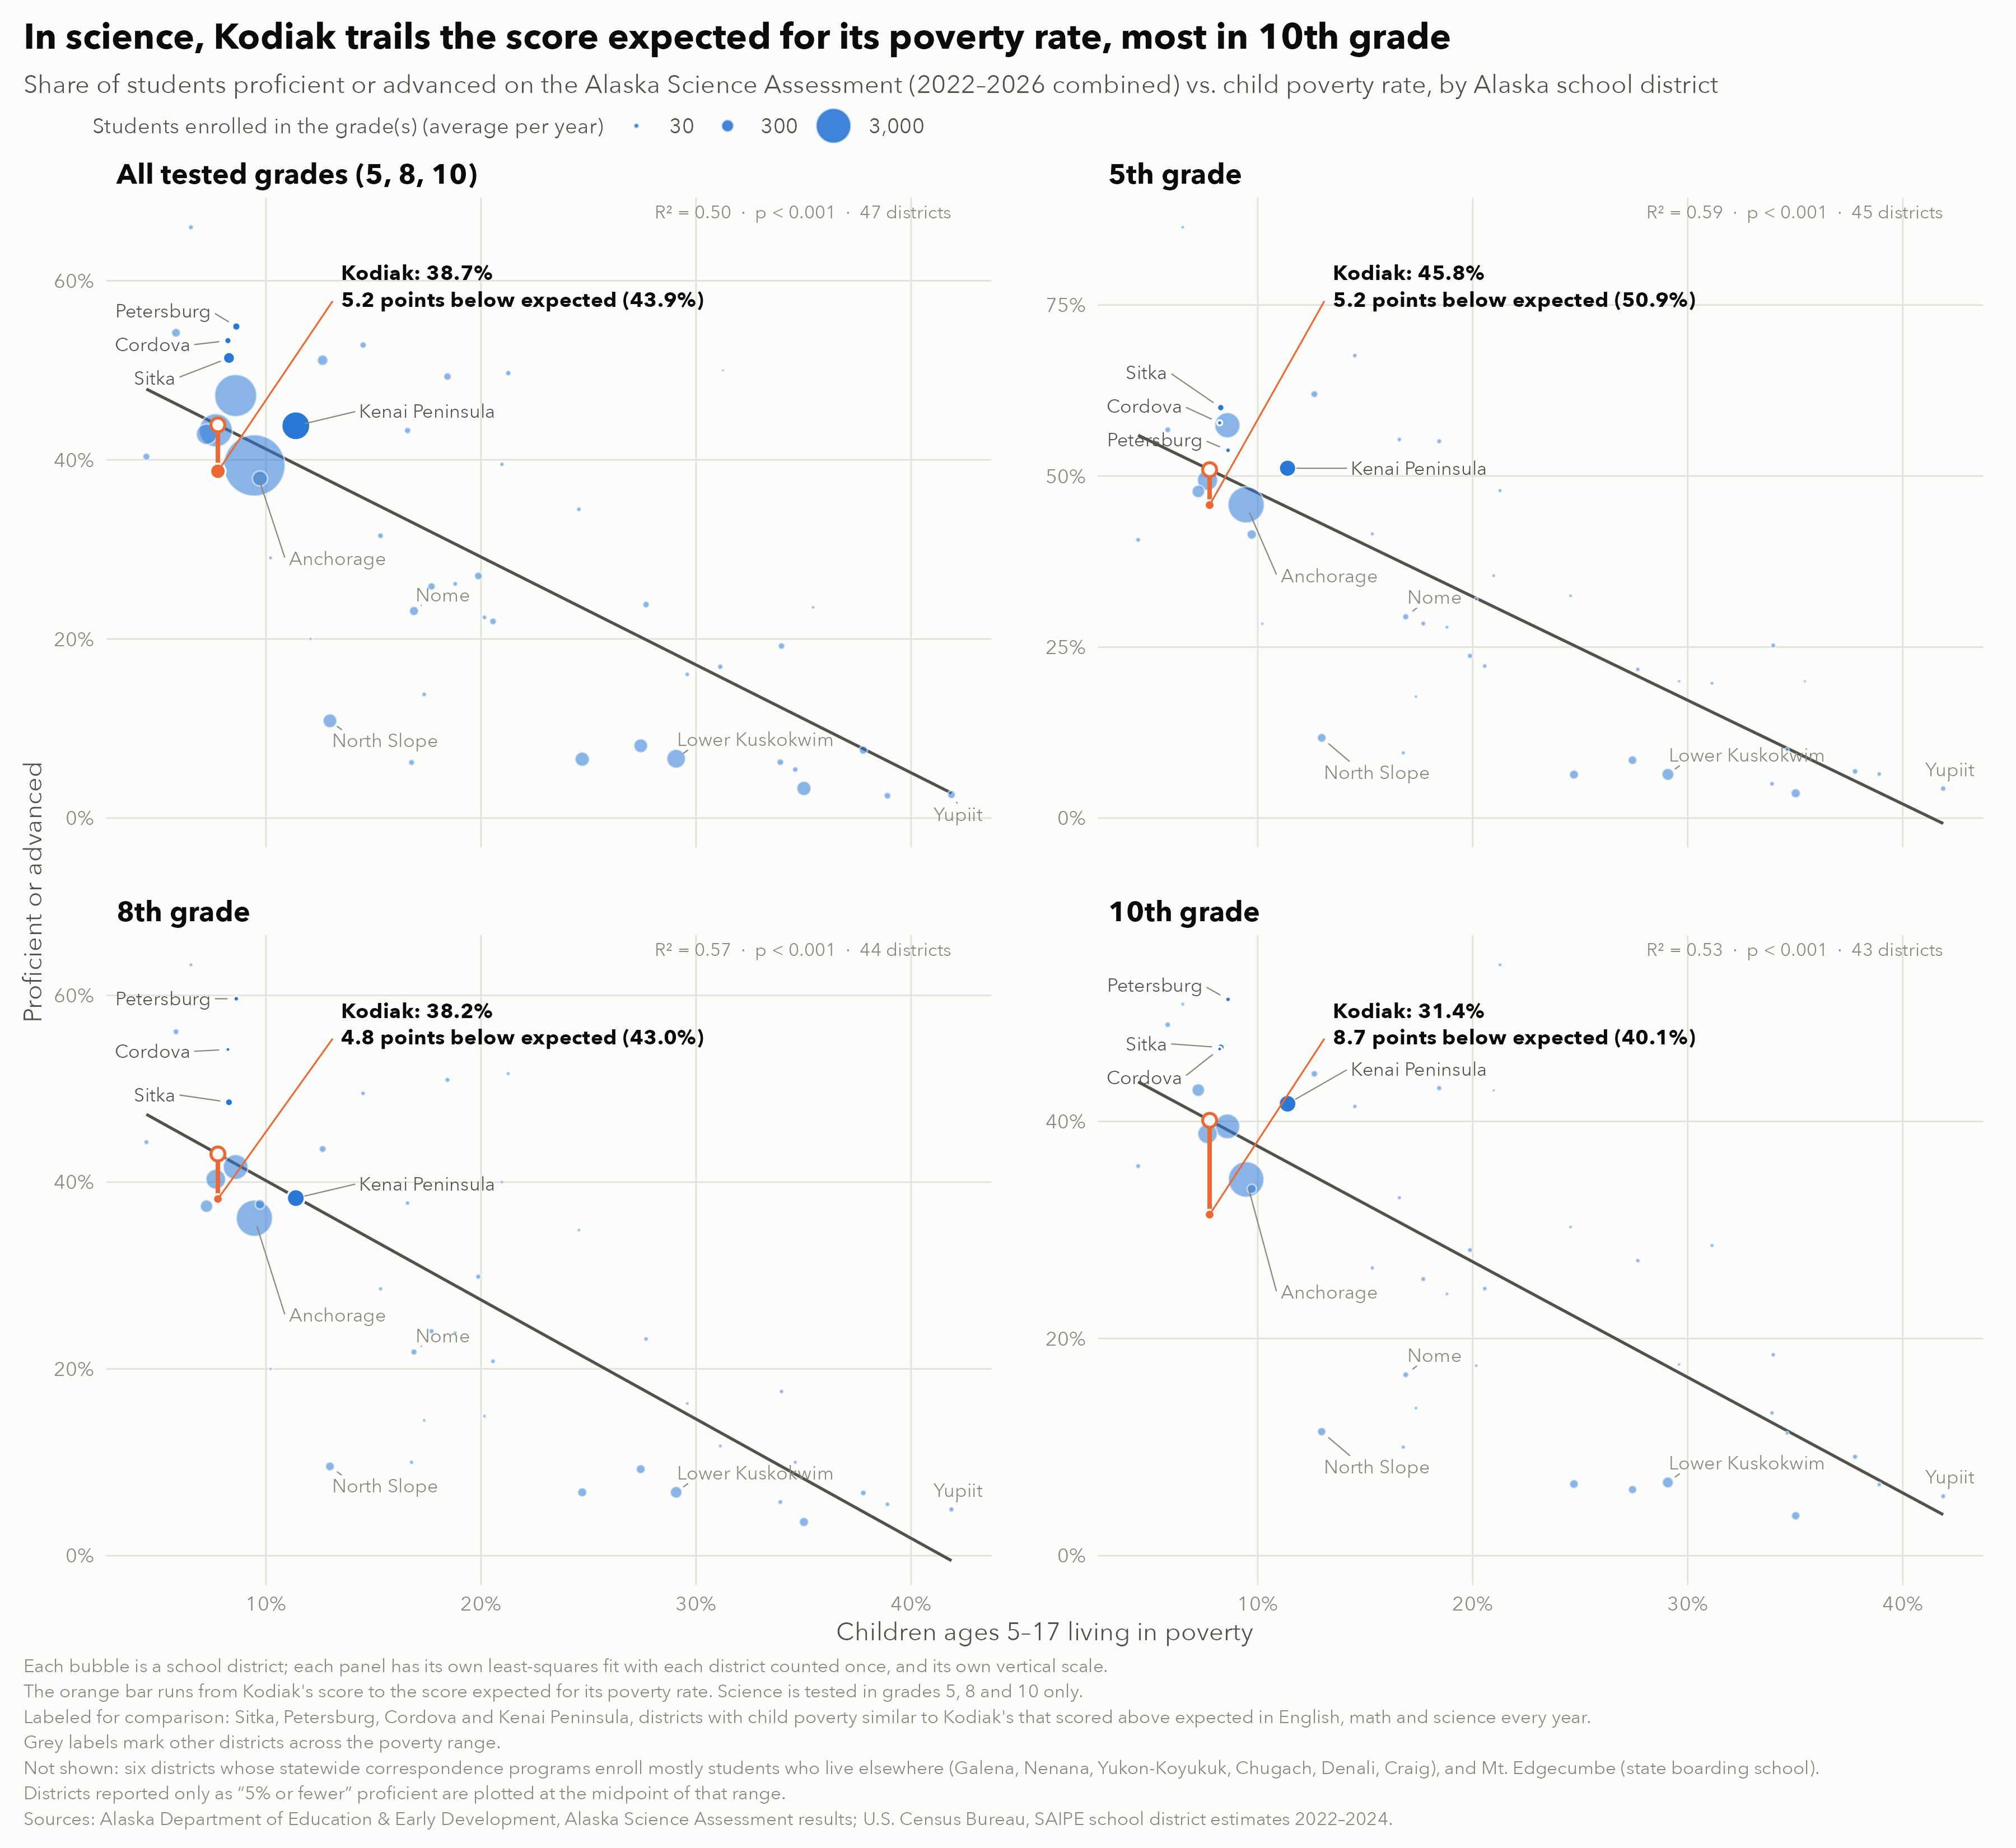 In science, Kodiak trails the score expected for its poverty rate, most in 10th grade
Share of students proficient or advanced on the Alaska Science Assessment (2022–2026 combined) vs. child poverty rate, by Alaska school district
Students enrolled in the grade(s) (average per year) 30 300 3,000
All tested grades (5, 8, 10)
R² = 0.50 · p < 0.001 · 47 districts
Kodiak: 38.7%
5.2 points below expected (43.9%)
60%
40%
20%
0%
Petersburg
Cordova
Sitka
Kenai Peninsula
Anchorage
Nome
North Slope
Lower Kuskokwim
Yupiit
5th grade
R² = 0.59 · p < 0.001 · 45 districts
Kodiak: 45.8%
5.2 points below expected (50.9%)
75%
50%
25%
0%
Sitka
Cordova
Petersburg
Kenai Peninsula
Anchorage
Nome
North Slope
Lower Kuskokwim
Yupiit
Proficient or advanced
8th grade
R² = 0.57 · p < 0.001 · 44 districts
60%
40%
20%
0%
Petersburg
Kodiak: 38.2%
4.8 points below expected (43.0%)
Cordova
Sitka
Kenai Peninsula
Anchorage
Nome
North Slope
Lower Kuskokwim
Yupiit
10% 20% 30% 40%
10th grade
R² = 0.53 · p < 0.001 · 43 districts
40%
20%
0%
Petersburg
Kodiak: 31.4%
8.7 points below expected (40.1%)
Sitka
Kenai Peninsula
Cordova
Anchorage
Nome
North Slope
Lower Kuskokwim
Yupiit
10% 20% 30% 40%
Children ages 5–17 living in poverty
Each bubble is a school district; each panel has its own least-squares fit with each district counted once, and its own vertical scale.
The orange bar runs from Kodiak's score to the score expected for its poverty rate. Science is tested in grades 5, 8 and 10 only.
Labeled for comparison: Sitka, Petersburg, Cordova and Kenai Peninsula, districts with child poverty similar to Kodiak's that scored above expected in English, math and science every year.
Grey labels mark other districts across the poverty range.
Not shown: six districts whose statewide correspondence programs enroll mostly students who live elsewhere (Galena, Nenana, Yukon-Koyukuk, Chugach, Denali, Craig), and Mt. Edgecumbe (state boarding school).
Districts reported only as “5% or fewer” proficient are plotted at the midpoint of that range.
Sources: Alaska Department of Education & Early Development, Alaska Science Assessment results; U.S. Census Bureau, SAIPE school district estimates 2022–2024.